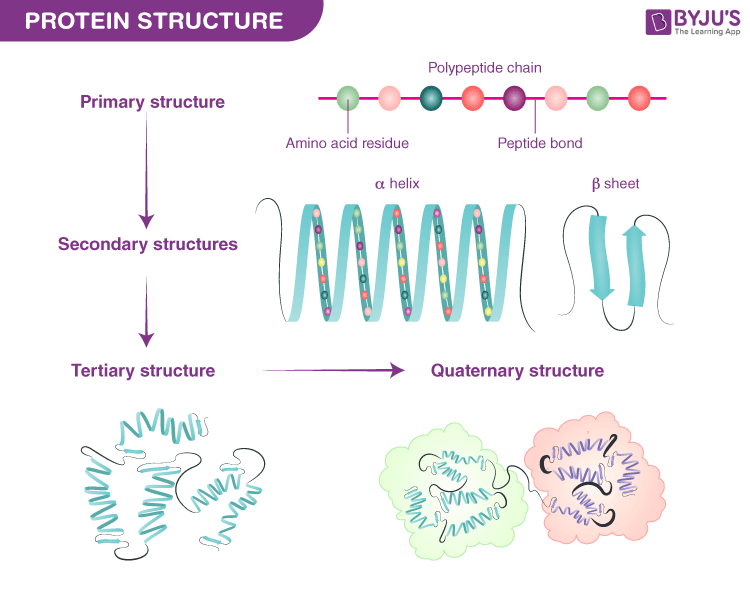 PROTEIN STRUCTURE
BYJU'S
The Learning App
Polypeptide chain
Primary structure
Amino acid residue
Peptide bond
α helix
β sheet
Secondary structures
Tertiary structure
Quaternary structure